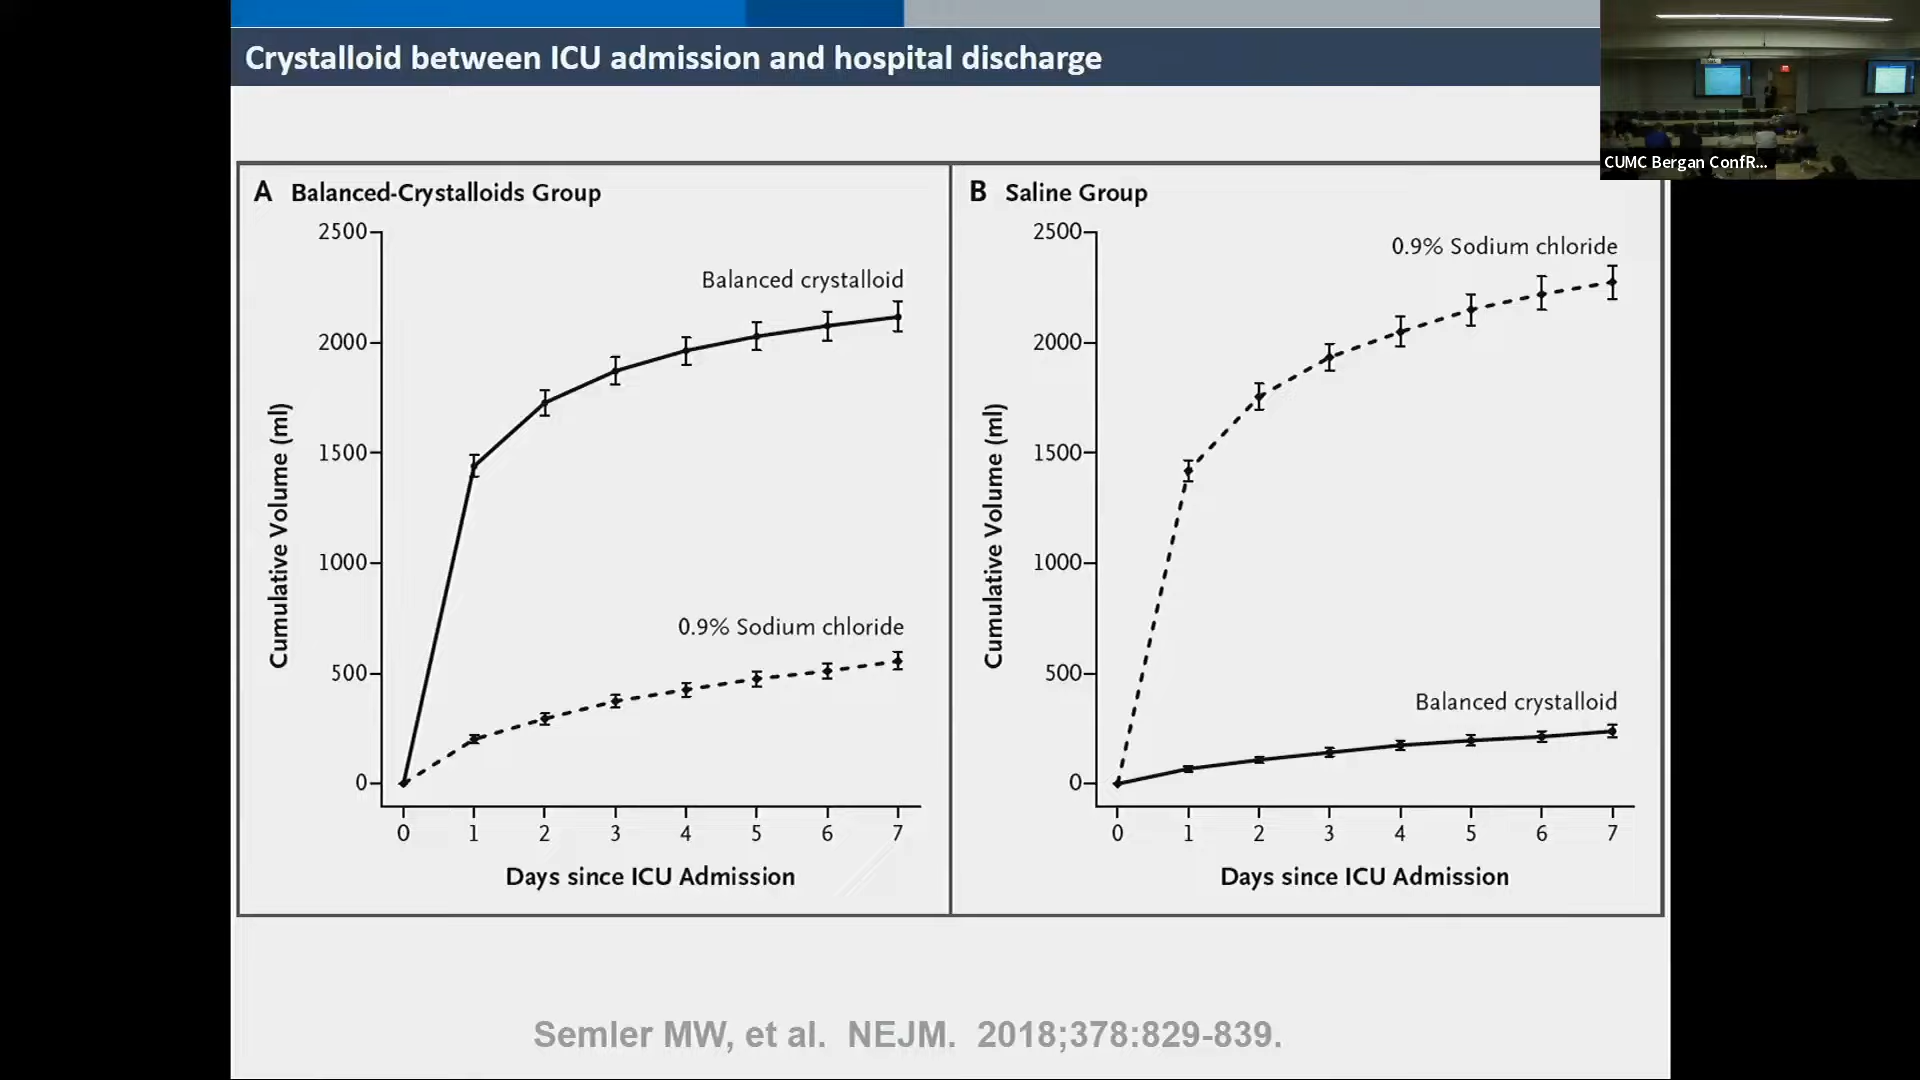 Crystalloid between ICU admission and hospital discharge
CUMC Bergan ConfR...
A Balanced-Crystalloids Group
2500
2000
1500
1000
500
0
Cumulative Volume (ml)
Balanced crystalloid
0.9% Sodium chloride
0 1 2 3 4 5 6 7
Days since ICU Admission
B Saline Group
2500
2000
1500
1000
500
0
Cumulative Volume (ml)
0.9% Sodium chloride
Balanced crystalloid
0 1 2 3 4 5 6 7
Days since ICU Admission
Semler MW, et al. NEJM. 2018;378:829-839.